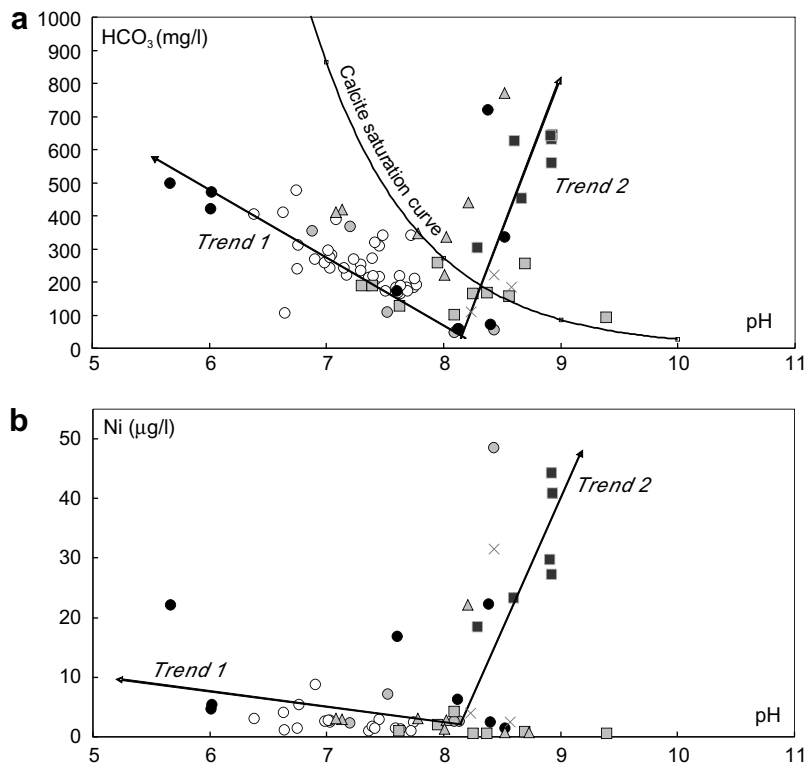 a
HCO₃ (mg/l)
1000
900
800
700
600
500
400
300
200
100
0
Calcite saturation curve
Trend 1
Trend 2
pH
5 6 7 8 9 10 11
b
Ni (μg/l)
50
40
30
20
10
0
Trend 1
Trend 2
pH
5 6 7 8 9 10 11